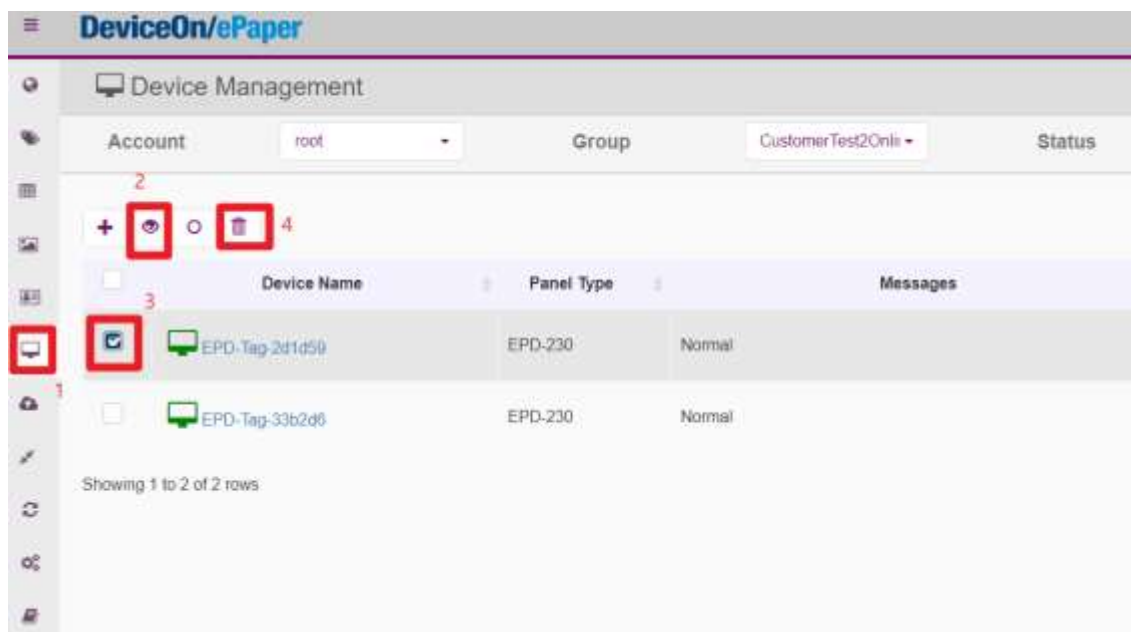 DeviceOn/ePaper
Device Management
Account root Group CustomerTest2Onli Status
2
4
Device Name Panel Type Messages
3
EPD-Tag-2d1d59 EPD-230 Normal
1
EPD-Tag-33b2d6 EPD-230 Normal
Showing 1 to 2 of 2 rows